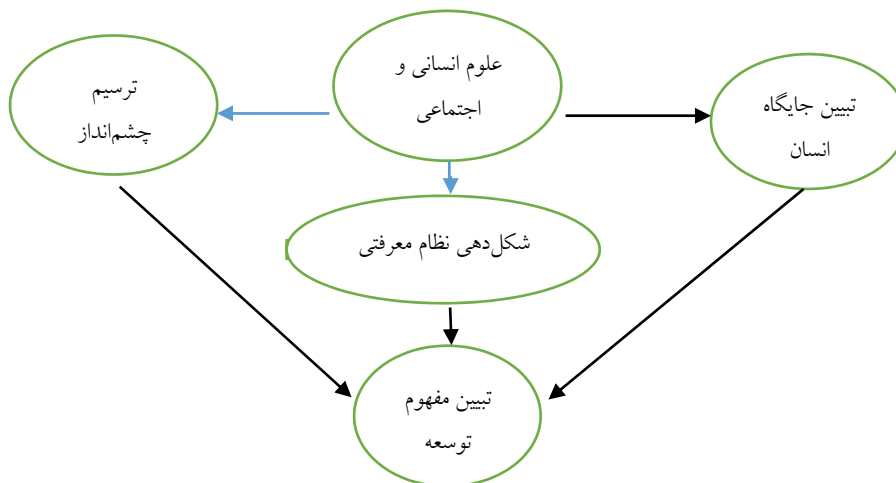 علوم انسانی و
اجتماعی
تبیین جایگاه
انسان
ترسیم
چشم‌انداز
شکل‌دهی نظام معرفتی
تبیین مفهوم
توسعه